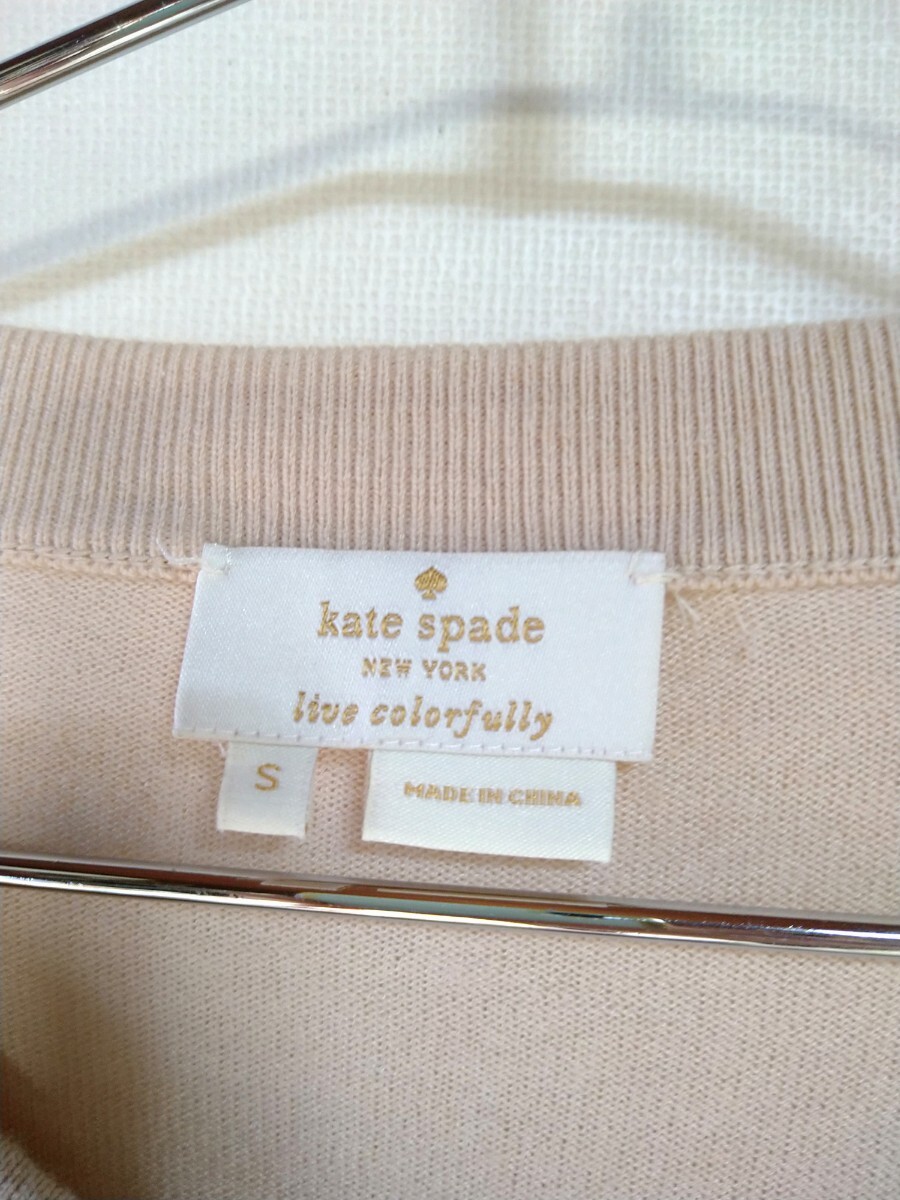 kate spade
NEW YORK
live colorfully
S
MADE IN CHINA